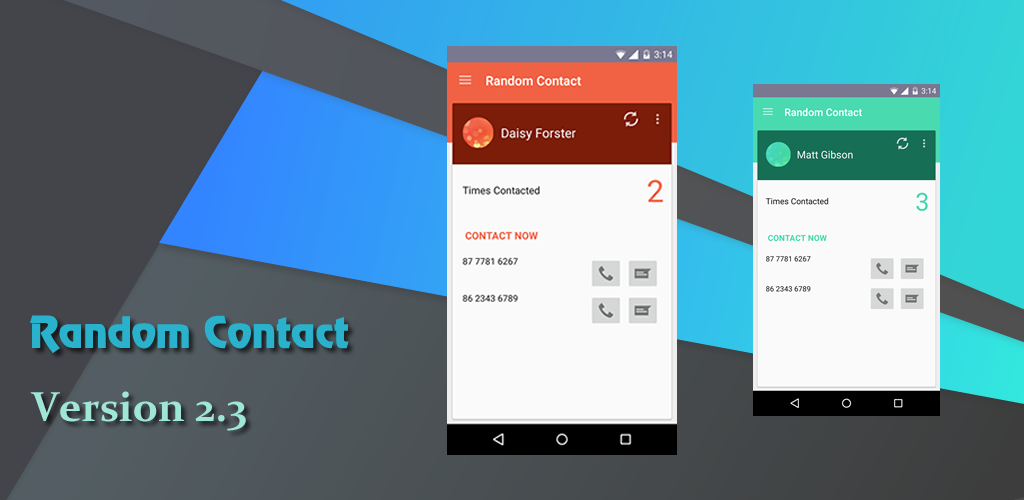 Random Contact
Version 2.3
3:14
Random Contact
Daisy Forster
Times Contacted 2
CONTACT NOW
87 7781 6267
86 2343 6789
3:14
Random Contact
Matt Gibson
Times Contacted 3
CONTACT NOW
87 7781 6267
86 2343 6789